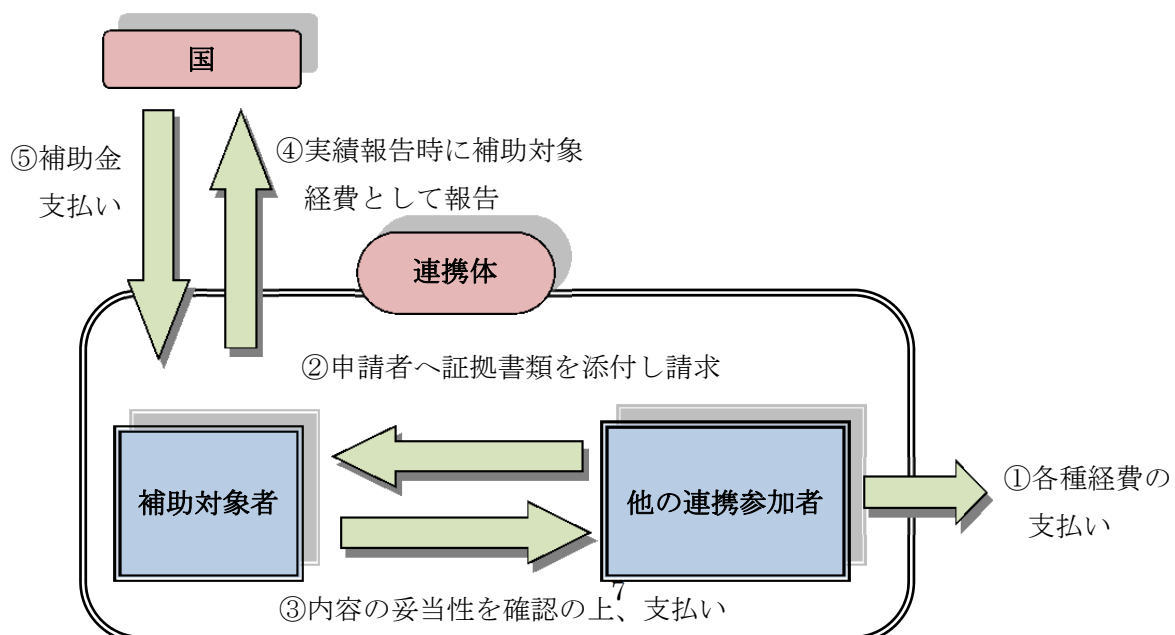 国
⑤補助金
支払い
④実績報告時に補助対象
経費として報告
連携体
②申請者へ証拠書類を添付し請求
補助対象者
他の連携参加者
①各種経費の
支払い
7
③内容の妥当性を確認の上、支払い